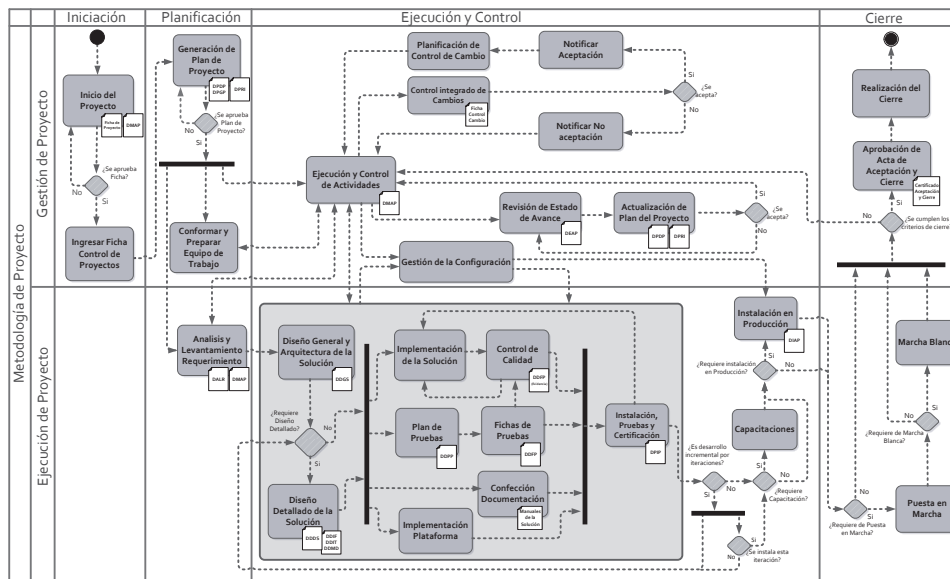 Iniciación
Planificación
Ejecución y Control
Cierre
Metodología de Proyecto
Gestión de Proyecto
Ejecución de Proyecto
Inicio del
Proyecto
Ficha de
Proyecto
DMAP
¿Se aprueba
Ficha?
No
Si
Ingresar Ficha
Control de
Proyectos
Generación de
Plan de
Proyecto
DPDP
DPGP
DPRI
¿Se aprueba
Plan de
Proyecto?
No
Si
Conformar y
Preparar
Equipo de
Trabajo
Planificación
de Control de
Cambio
Notificar
Aceptación
Control integrado de
Cambios
Ficha
Control
Cambio
Si
¿Se
acepta?
No
Notificar No
aceptación
Ejecución y Control
de Actividades
DMAP
Revisión de Estado
de Avance
DEAP
Actualización de
Plan del Proyecto
DPDP
DPRI
Si
¿Se
acepta?
No
Gestión de la Configuración
Realización del
Cierre
Aprobación de
Acta de
Aceptación y
Cierre
Certificado
Aceptación
y Cierre
Si
No
¿Se cumplen los
criterios de cierre?
Analisis y
Levantamiento
Requerimiento
DALR
DMAP
Diseño General y
Arquitectura de la
Solución
DDGS
¿Requiere
Diseño
Detallado?
No
Si
Diseño
Detallado de la
Solución
DDDS
DDIF
DDIT
DDMD
Implementación
de la Solución
Control de
Calidad
DDFP
Plan de
Pruebas
DDPP
Fichas de
Pruebas
DDFP
Confección
Documentación
Manuales
de la
Solución
Implementación
Plataforma
Instalación,
Pruebas y
Certificación
DPIP
Instalación en
Producción
DIAP
¿Requiere instalación
en Producción?
Si
No
Capacitaciones
¿Es desarrollo
incremental por
iteraciones?
No
Si
Si
No
¿Requiere
Capacitación?
Si
No
¿Se instala esta
iteración?
Marcha Blanca
Si
No
¿Requiere de Marcha
Blanca?
No
Si
¿Requiere de Puesta
en Marcha?
Puesta en
Marcha